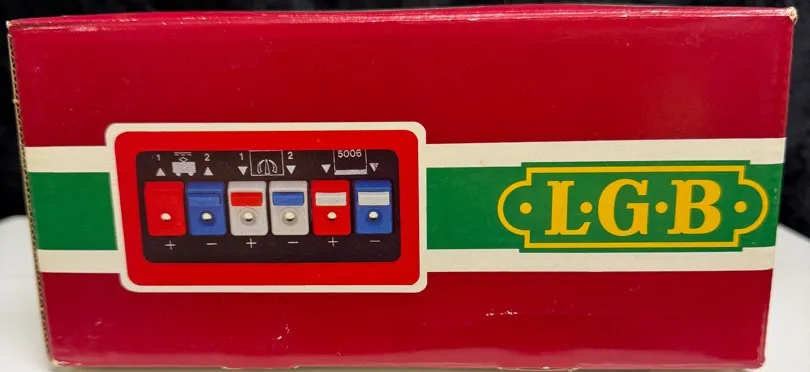 1 2 1 2 5006
+ - + - + -
L·G·B